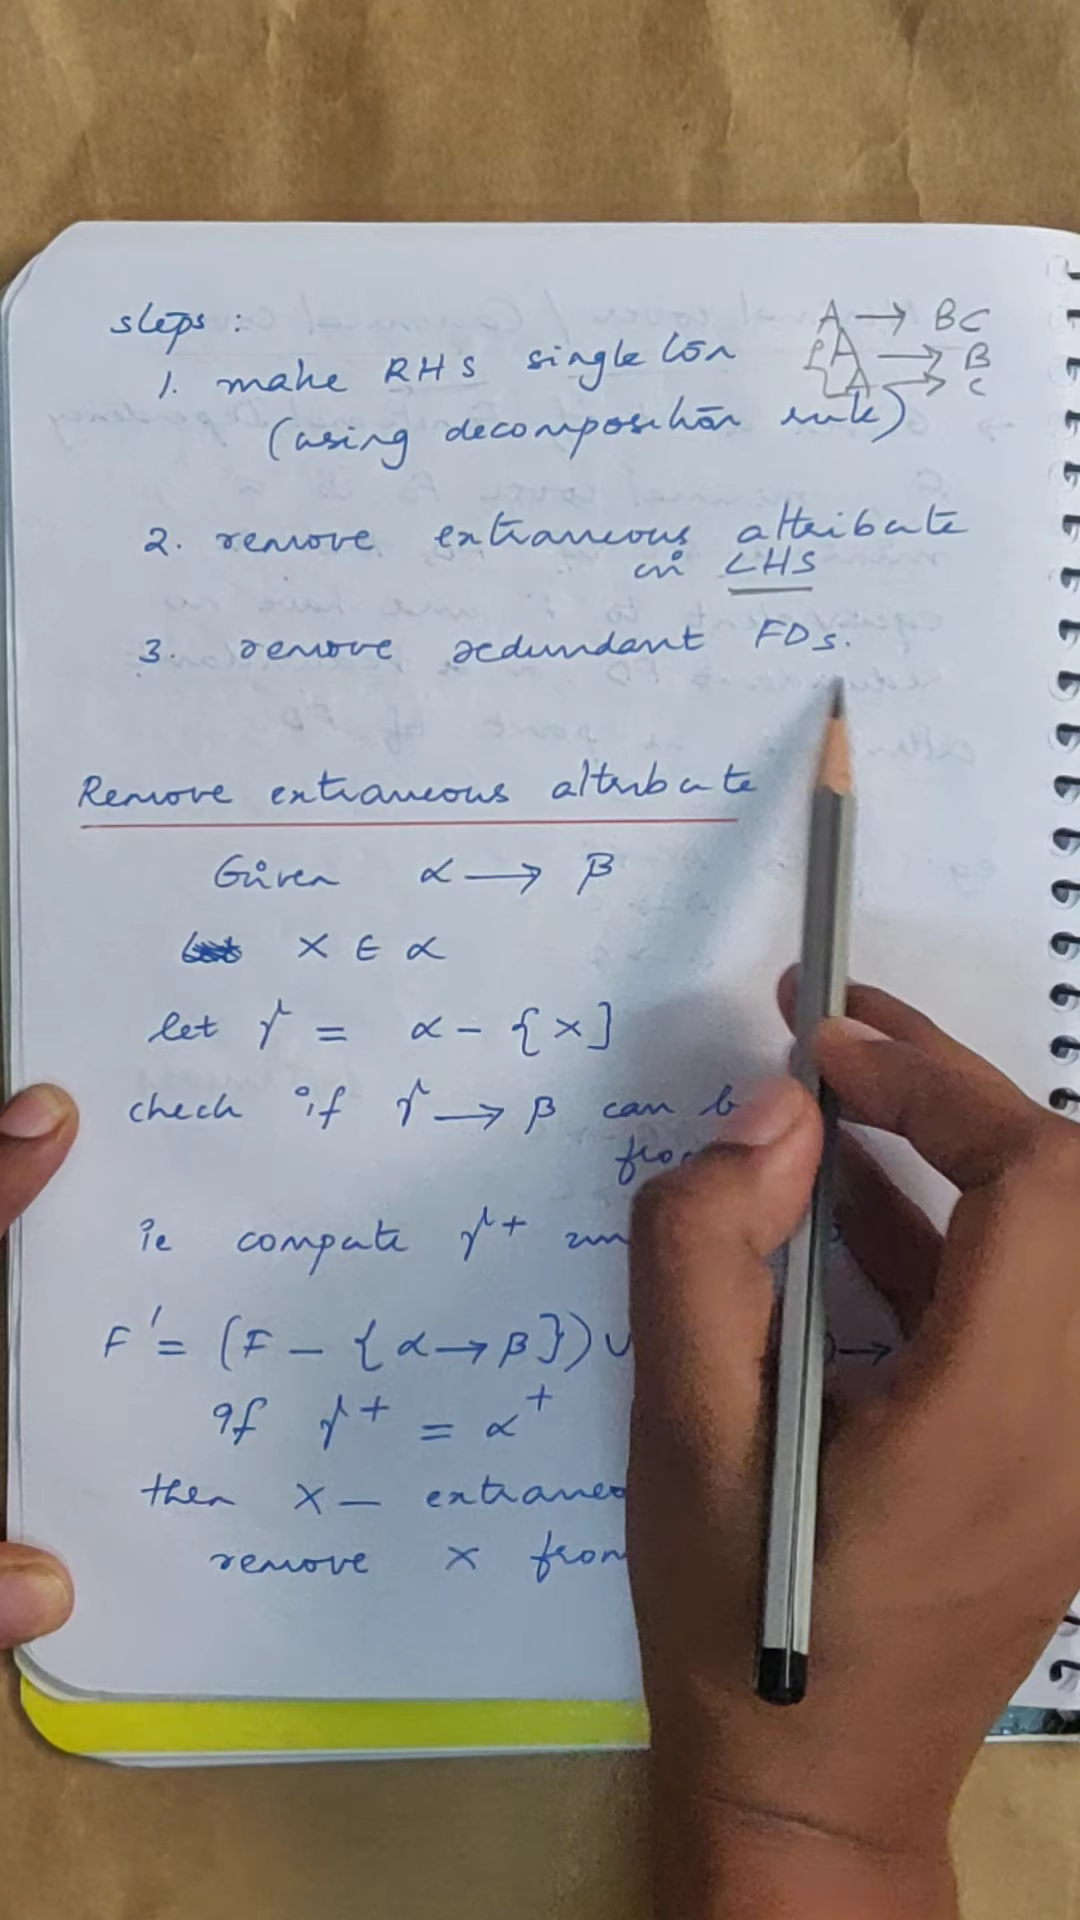 steps :
A → BC
1. make RHS singleton
A → B
A → C
(using decomposition rule)
2. remove extraneous attribute
in LHS
3. remove redundant FDs.
Remove extraneous attribute
Given α → β
X ∈ α
let γ = α - {x}
check if γ → β can b
ie compute γ+
F' = (F - {α → β}) ∪ →
If γ+ = α+
then X — extraneo
remove x from